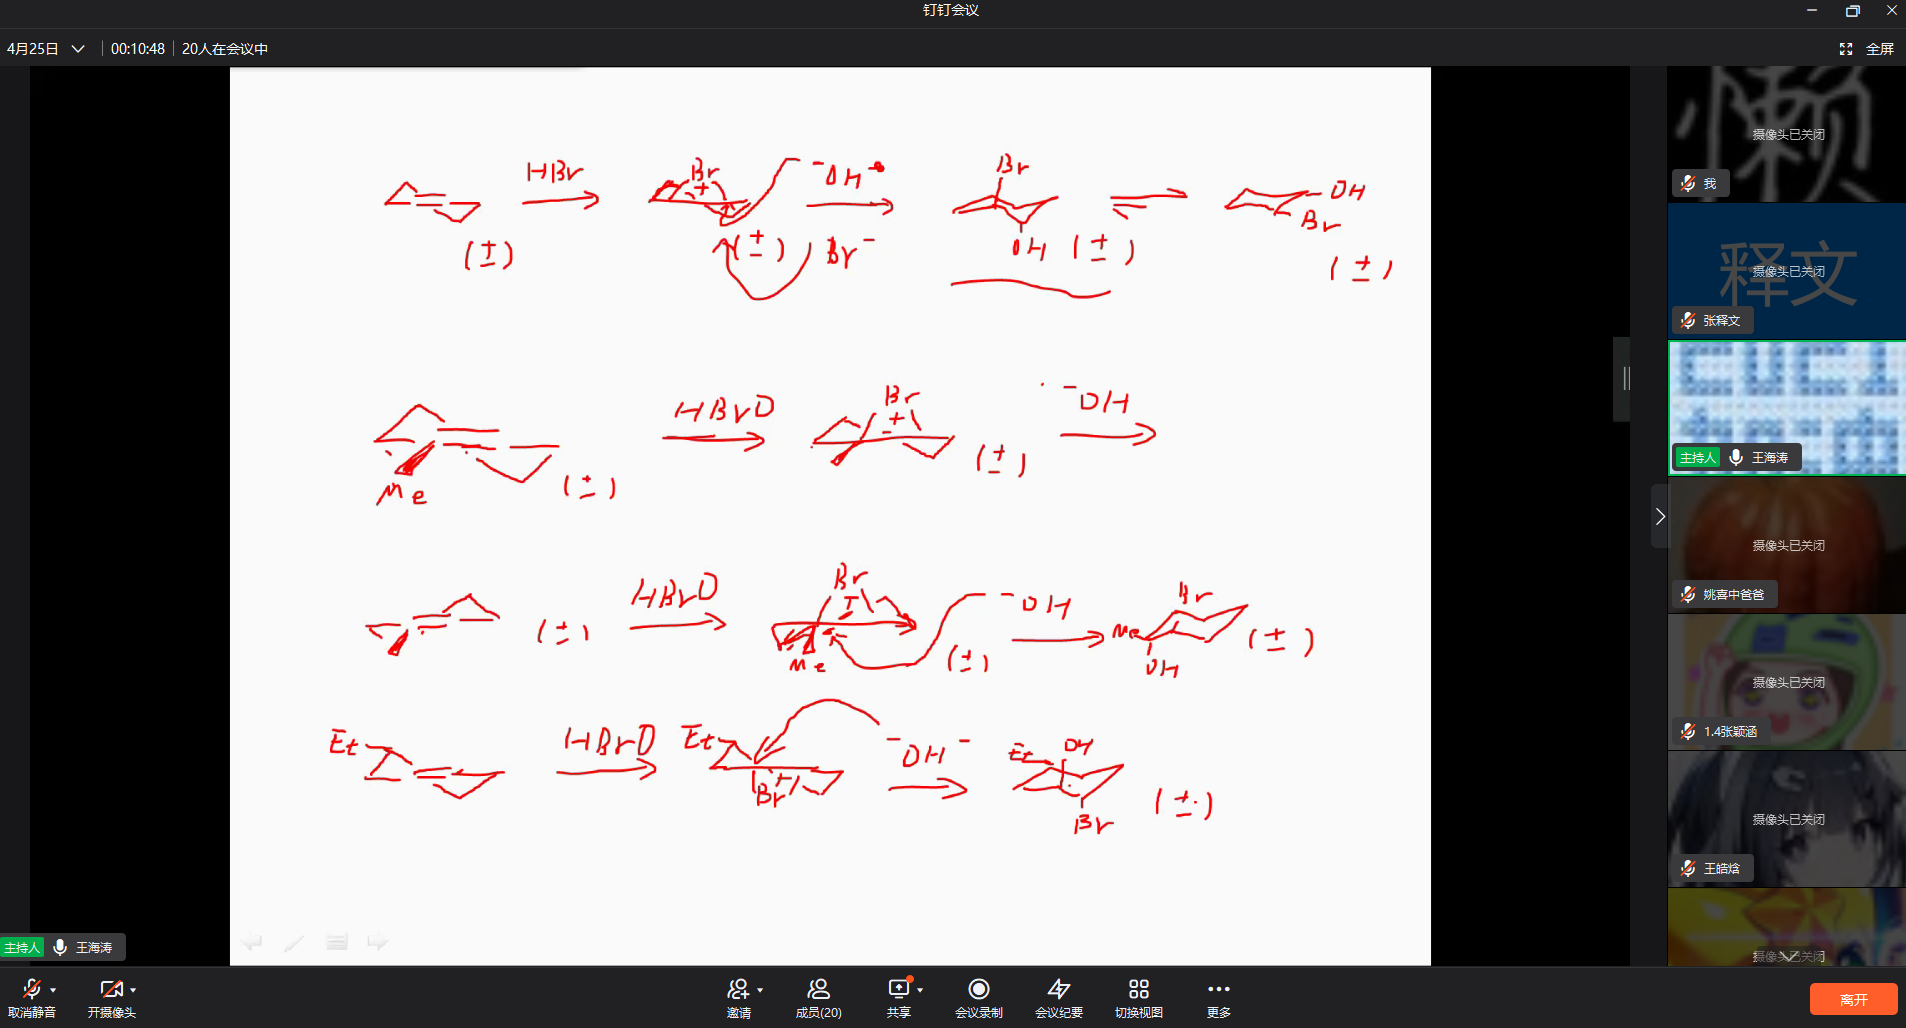 钉钉会议
4月25日 00:10:48 20人在会议中 全屏
HBr Br + ⁻OH Br OH
(±) (±) Br⁻ OH (±) Br
(±)
HBrO Br + ⁻OH
Me (±) (±)
HBrO Br + ⁻OH Br
(±) Me (±) Me OH (±)
Et HBrO Et + Br ⁻OH⁻ Et OH
Br (±)
懒
摄像头已关闭
我
释文
摄像头已关闭
张释文
主持人 王海涛
摄像头已关闭
姚喜中爸爸
摄像头已关闭
1.4张颖涵
摄像头已关闭
王皓焓
摄像头已关闭
主持人 王海涛
取消静音 开摄像头 邀请 成员(20) 共享 会议录制 会议纪要 切换视图 更多 离开